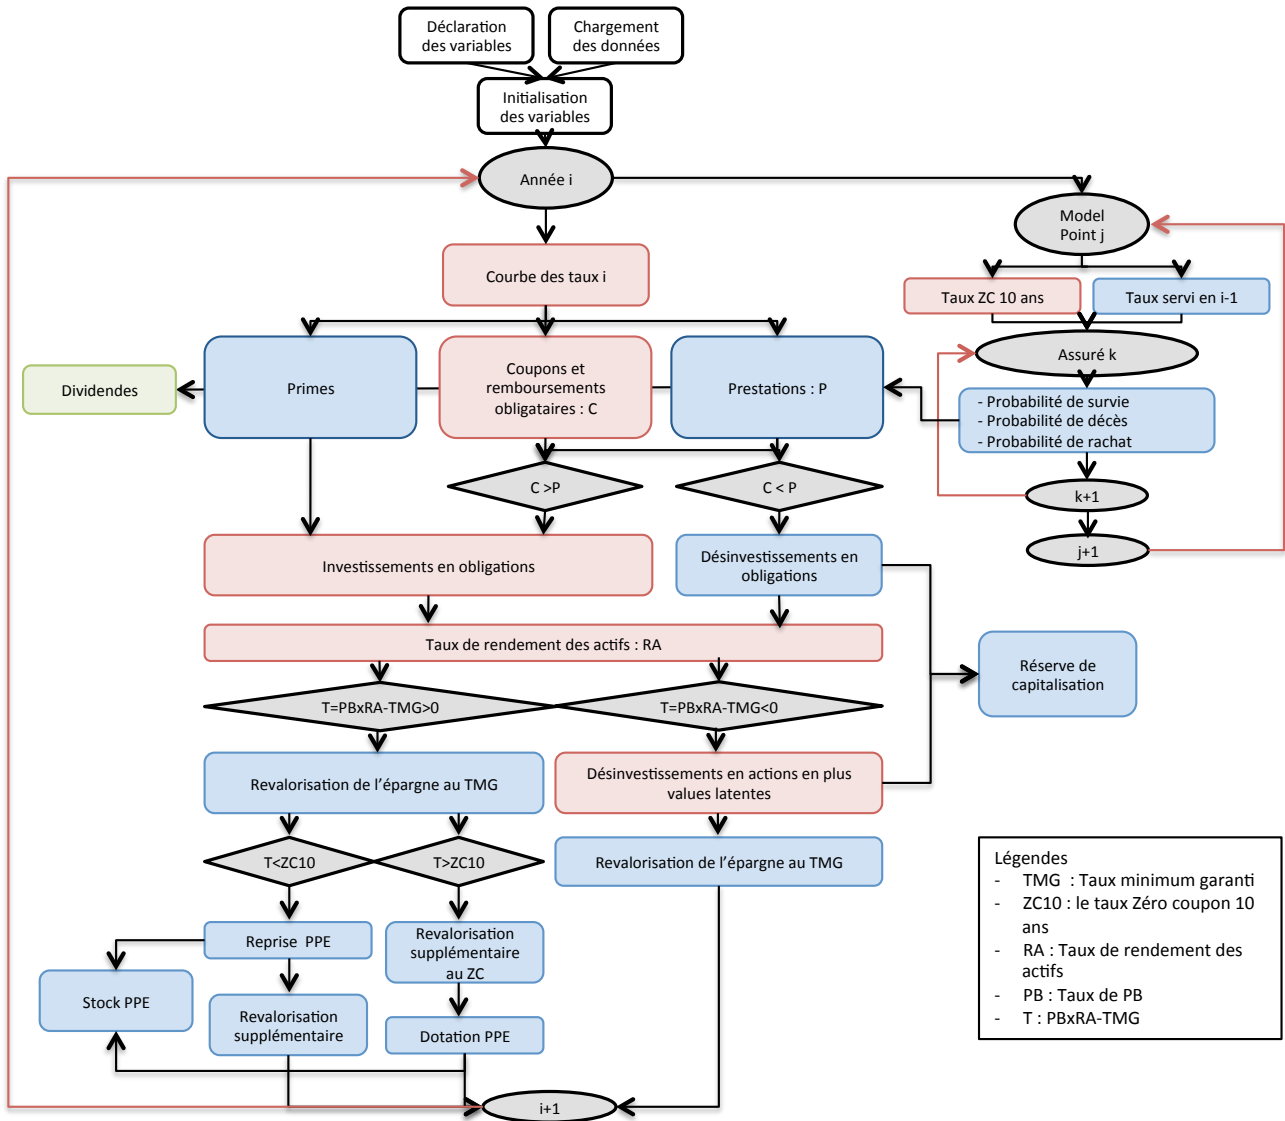 Déclaration
des variables
Chargement
des données
Initialisation
des variables
Année i
Model
Point j
Courbe des taux i
Taux ZC 10 ans
Taux servi en i-1
Assuré k
Dividendes
Primes
Coupons et
remboursements
obligataires : C
Prestations : P
- Probabilité de survie
- Probabilité de décès
- Probabilité de rachat
C >P
C < P
k+1
j+1
Investissements en obligations
Désinvestissements en
obligations
Taux de rendement des actifs : RA
Réserve de
capitalisation
T=PBxRA-TMG>0
T=PBxRA-TMG<0
Revalorisation de l'épargne au TMG
Désinvestissements en actions en plus
values latentes
T<ZC10
T>ZC10
Revalorisation de l'épargne au TMG
Reprise PPE
Revalorisation
supplémentaire
au ZC
Stock PPE
Revalorisation
supplémentaire
Dotation PPE
i+1
Légendes
- TMG : Taux minimum garanti
- ZC10 : le taux Zéro coupon 10
ans
- RA : Taux de rendement des
actifs
- PB : Taux de PB
- T : PBxRA-TMG